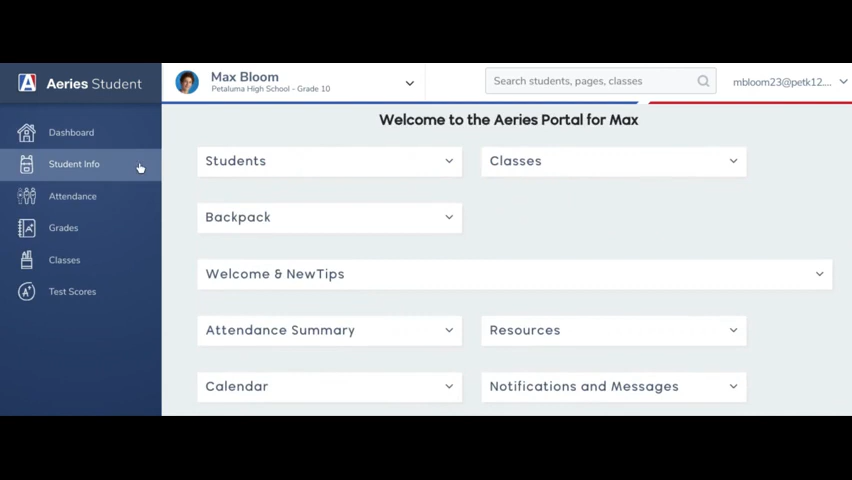 Aeries Student
Max Bloom
Petaluma High School - Grade 10
Search students, pages, classes
mbloom23@petk12....
Dashboard
Student Info
Attendance
Grades
Classes
Test Scores
Welcome to the Aeries Portal for Max
Students
Classes
Backpack
Welcome & NewTips
Attendance Summary
Resources
Calendar
Notifications and Messages